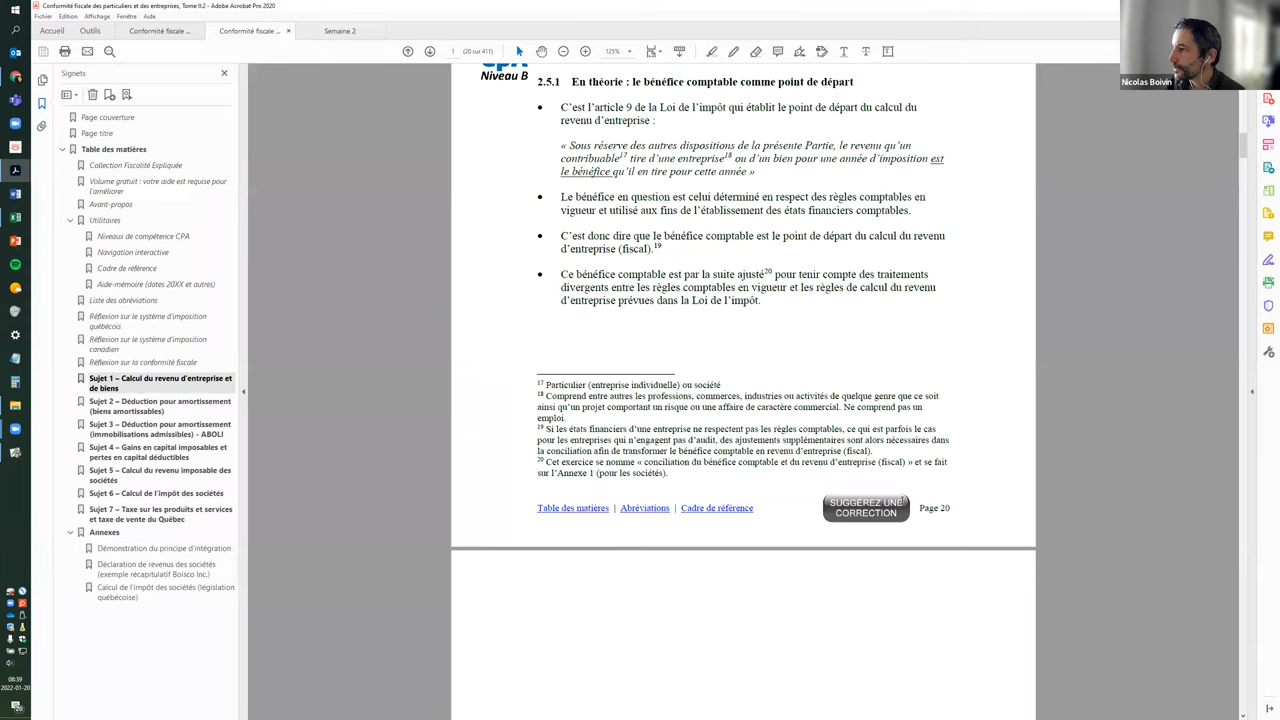 Conformité fiscale des particuliers et des entreprises, Tome II:2 - Adobe Acrobat Pro 2020
Fichier Edition Affichage Fenêtre Aide
Accueil Outils Conformité fiscale ... Conformité fiscale ... × Semaine 2
1 (20 sur 411) 125%
Nicolas Boivin
Signets
Page couverture
Page titre
Table des matières
Collection Fiscalité Expliquée
Volume gratuit : votre aide est requise pour
l'améliorer
Avant-propos
Utilitaires
Niveaux de compétence CPA
Navigation interactive
Cadre de référence
Aide-mémoire (dates 20XX et autres)
Liste des abréviations
Réflexion sur le système d'imposition
québécois
Réflexion sur le système d'imposition
canadien
Réflexion sur la conformité fiscale
Sujet 1 – Calcul du revenu d'entreprise et
de biens
Sujet 2 – Déduction pour amortissement
(biens amortissables)
Sujet 3 – Déduction pour amortissement
(immobilisations admissibles) - ABOLI
Sujet 4 – Gains en capital imposables et
pertes en capital déductibles
Sujet 5 – Calcul du revenu imposable des
sociétés
Sujet 6 – Calcul de l'impôt des sociétés
Sujet 7 – Taxe sur les produits et services
et taxe de vente du Québec
Annexes
Démonstration du principe d'intégration
Déclaration de revenus des sociétés
(exemple récapitulatif Boisco Inc.)
Calcul de l'impôt des sociétés (législation
québécoise)
08:39
2022-01-20
CPA
Niveau B
2.5.1 En théorie : le bénéfice comptable comme point de départ
• C'est l'article 9 de la Loi de l'impôt qui établit le point de départ du calcul du
revenu d'entreprise :
« Sous réserve des autres dispositions de la présente Partie, le revenu qu'un
contribuable17 tire d'une entreprise18 ou d'un bien pour une année d'imposition est
le bénéfice qu'il en tire pour cette année »
• Le bénéfice en question est celui déterminé en respect des règles comptables en
vigueur et utilisé aux fins de l'établissement des états financiers comptables.
• C'est donc dire que le bénéfice comptable est le point de départ du calcul du revenu
d'entreprise (fiscal).19
• Ce bénéfice comptable est par la suite ajusté20 pour tenir compte des traitements
divergents entre les règles comptables en vigueur et les règles de calcul du revenu
d'entreprise prévues dans la Loi de l'impôt.
17 Particulier (entreprise individuelle) ou société
18 Comprend entre autres les professions, commerces, industries ou activités de quelque genre que ce soit
ainsi qu'un projet comportant un risque ou une affaire de caractère commercial. Ne comprend pas un
emploi.
19 Si les états financiers d'une entreprise ne respectent pas les règles comptables, ce qui est parfois le cas
pour les entreprises qui n'engagent pas d'audit, des ajustements supplémentaires sont alors nécessaires dans
la conciliation afin de transformer le bénéfice comptable en revenu d'entreprise (fiscal).
20 Cet exercice se nomme « conciliation du bénéfice comptable et du revenu d'entreprise (fiscal) » et se fait
sur l'Annexe 1 (pour les sociétés).
Table des matières | Abréviations | Cadre de référence
SUGGÉREZ UNE
CORRECTION
Page 20